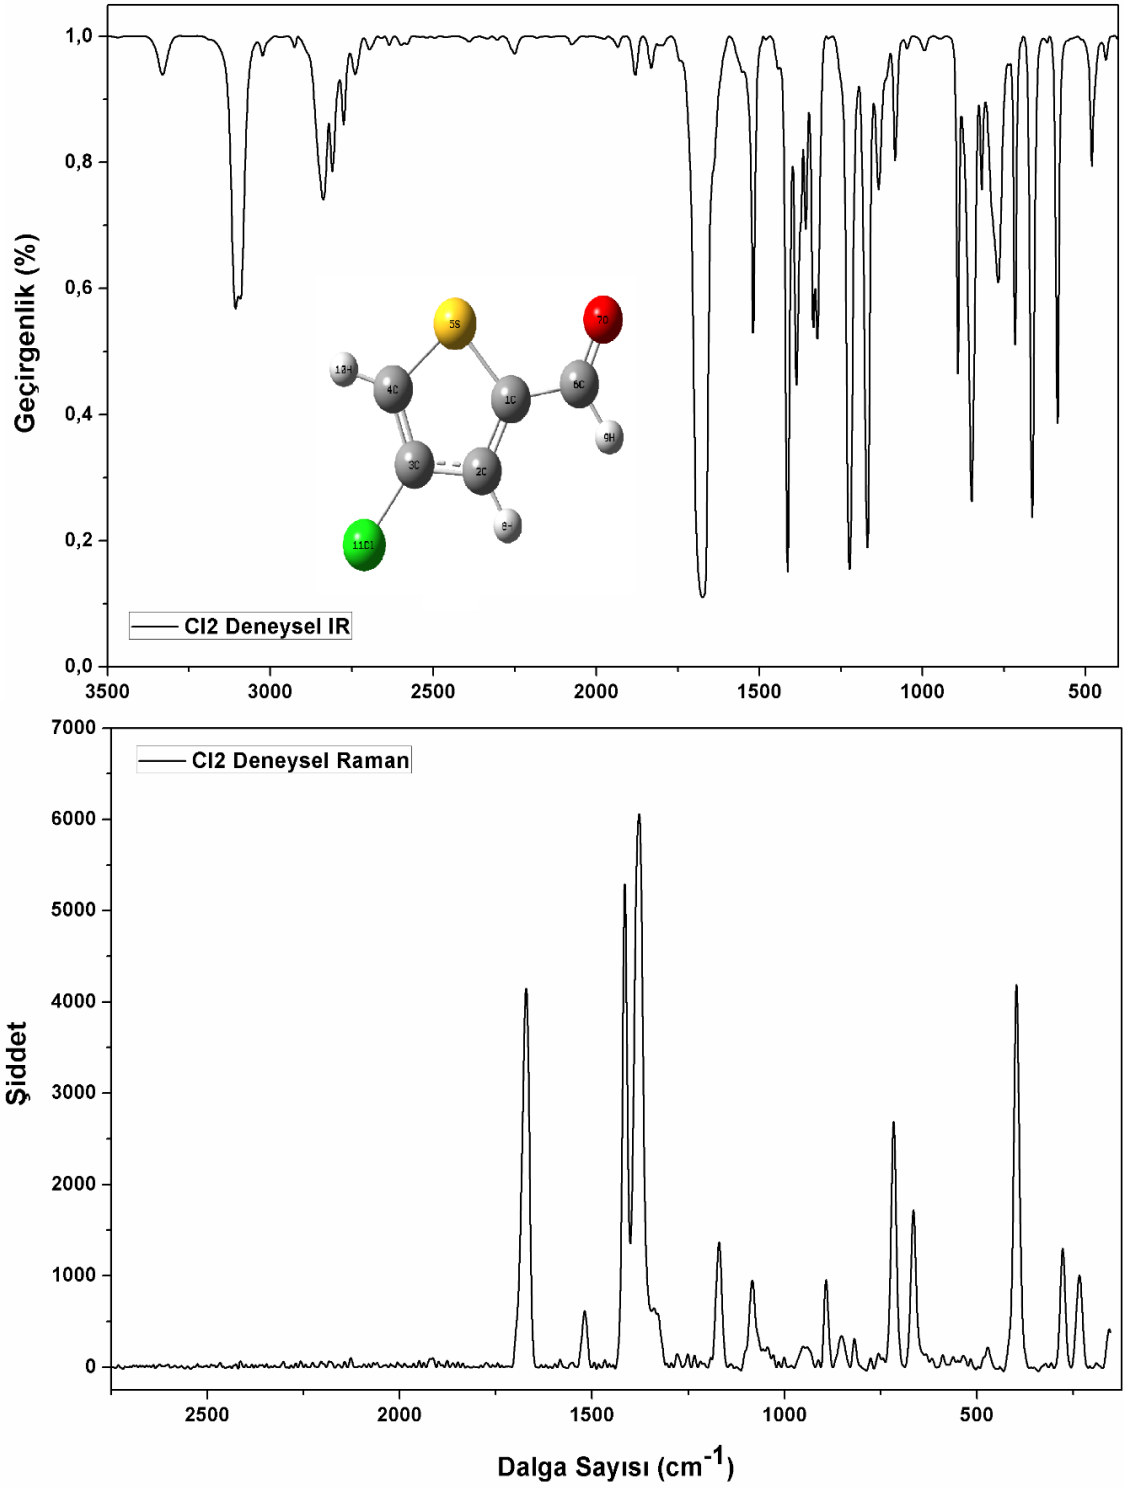 1,0
0,8
0,6
0,4
0,2
0,0
Geçirgenlik (%)
5S
7O
10H
4C
1C
6C
9H
3C
2C
11Cl
Cl2 Deneysel IR
3500 3000 2500 2000 1500 1000 500
7000
6000
5000
4000
3000
2000
1000
0
Şiddet
Cl2 Deneysel Raman
2500 2000 1500 1000 500
Dalga Sayısı (cm⁻¹)